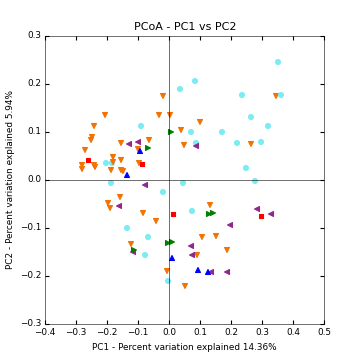 PCoA - PC1 vs PC2
0.3
0.2
0.1
0.0
−0.1
−0.2
−0.3
−0.4 −0.3 −0.2 −0.1 0.0 0.1 0.2 0.3 0.4 0.5
PC2 - Percent variation explained 5.94%
PC1 - Percent variation explained 14.36%